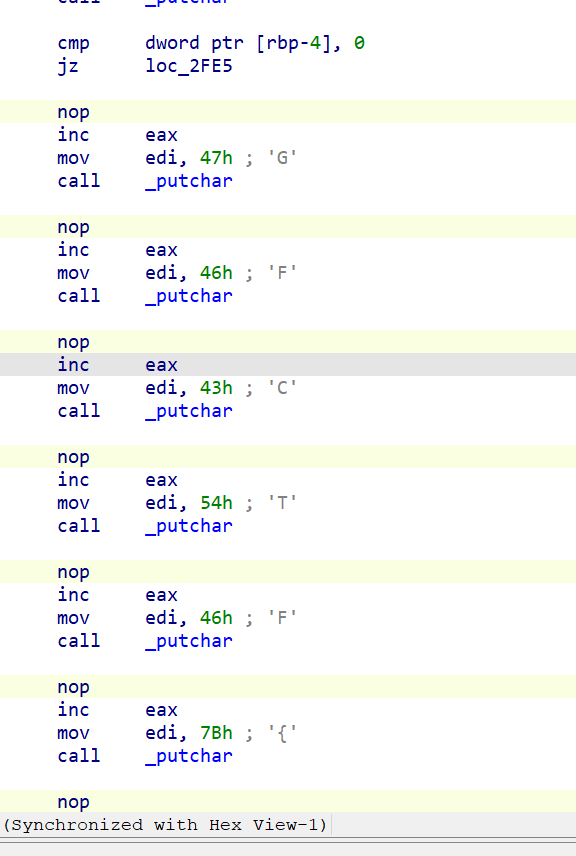 call    _putchar
cmp     dword ptr [rbp-4], 0
jz      loc_2FE5
nop
inc     eax
mov     edi, 47h ; 'G'
call    _putchar
nop
inc     eax
mov     edi, 46h ; 'F'
call    _putchar
nop
inc     eax
mov     edi, 43h ; 'C'
call    _putchar
nop
inc     eax
mov     edi, 54h ; 'T'
call    _putchar
nop
inc     eax
mov     edi, 46h ; 'F'
call    _putchar
nop
inc     eax
mov     edi, 7Bh ; '{'
call    _putchar
nop
(Synchronized with Hex View-1)